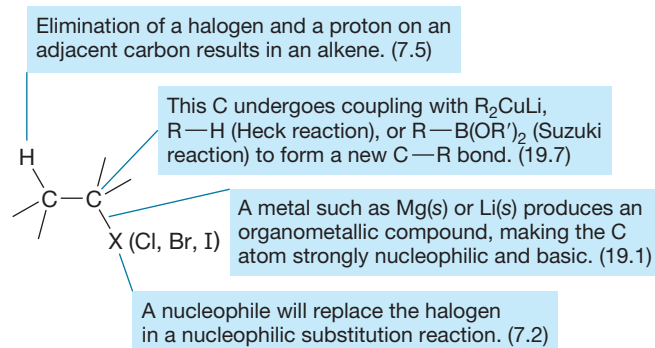 Elimination of a halogen and a proton on an
adjacent carbon results in an alkene. (7.5)
This C undergoes coupling with R₂CuLi,
R—H (Heck reaction), or R—B(OR′)₂ (Suzuki
reaction) to form a new C—R bond. (19.7)
H
C—C
X (Cl, Br, I)
A metal such as Mg(s) or Li(s) produces an
organometallic compound, making the C
atom strongly nucleophilic and basic. (19.1)
A nucleophile will replace the halogen
in a nucleophilic substitution reaction. (7.2)